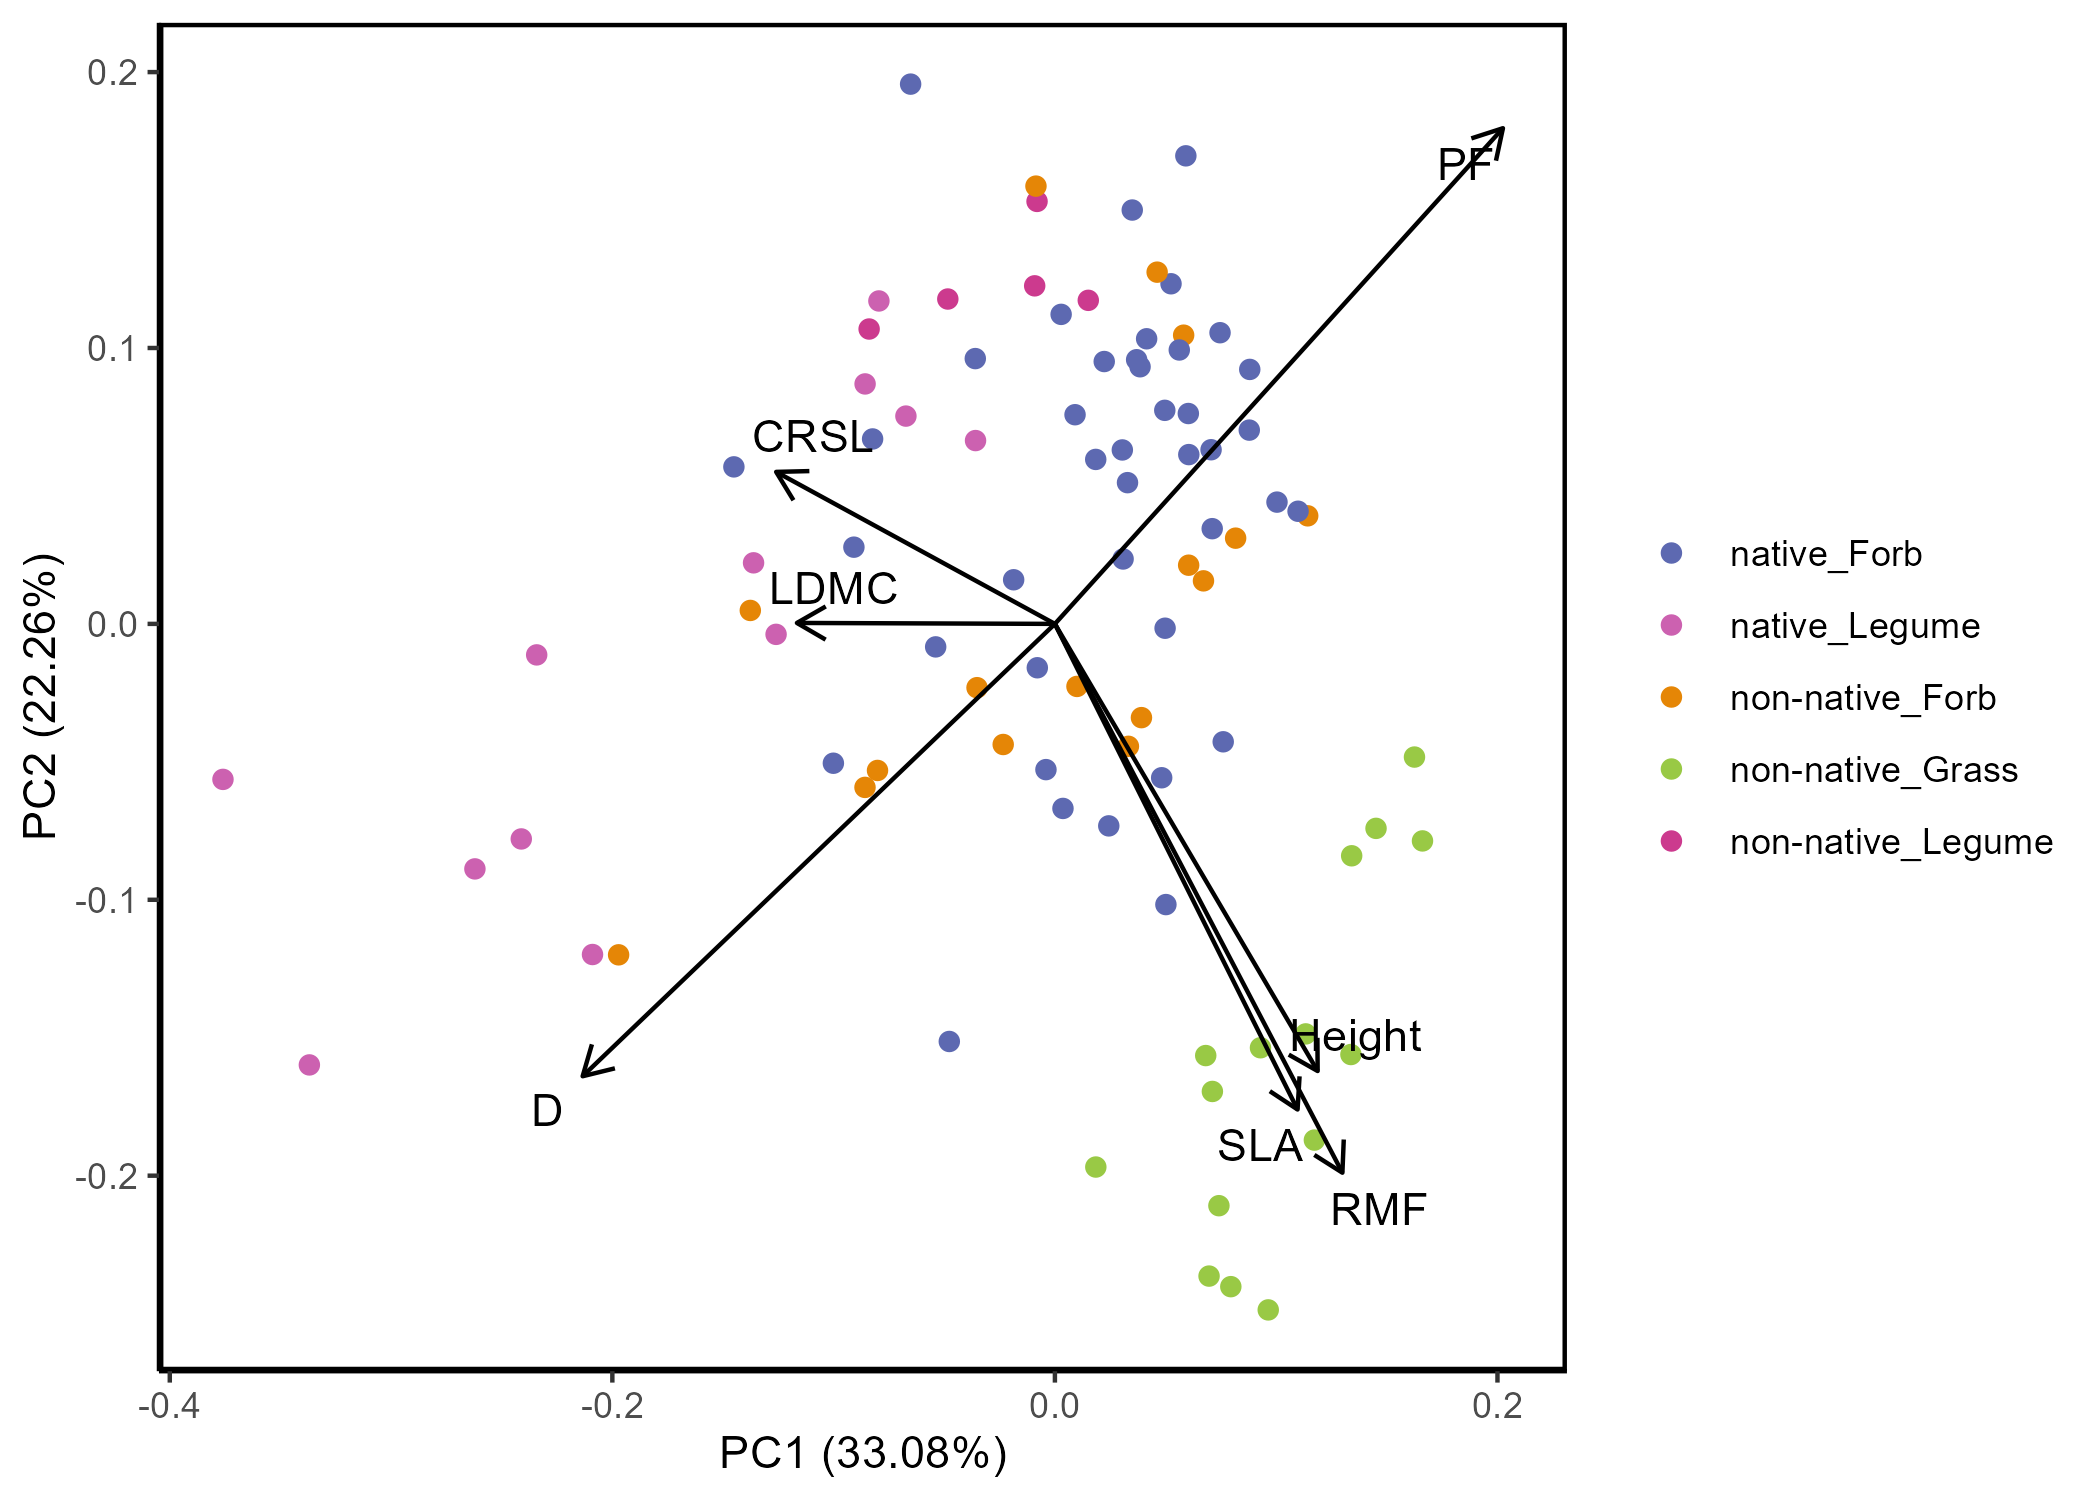 0.2
0.1
0.0
-0.1
-0.2
PC2 (22.26%)
PF
CRSL
LDMC
D
Height
SLA
RMF
-0.4
-0.2
0.0
0.2
PC1 (33.08%)
native_Forb
native_Legume
non-native_Forb
non-native_Grass
non-native_Legume